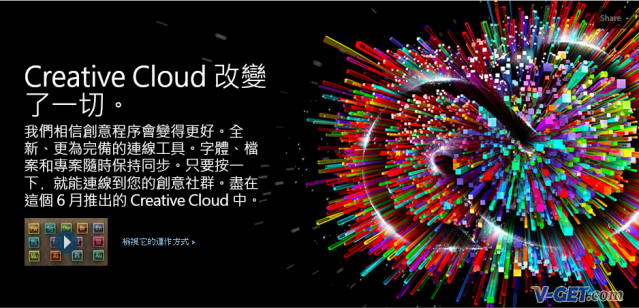 Share
Creative Cloud 改變
了一切。
我們相信創意程序會變得更好。全
新、更為完備的連線工具。字體、檔
案和專案隨時保持同步。只要按一
下，就能連線到您的創意社群。盡在
這個 6 月推出的 Creative Cloud 中。
檢視它的運作方式 ›
V-GET.com